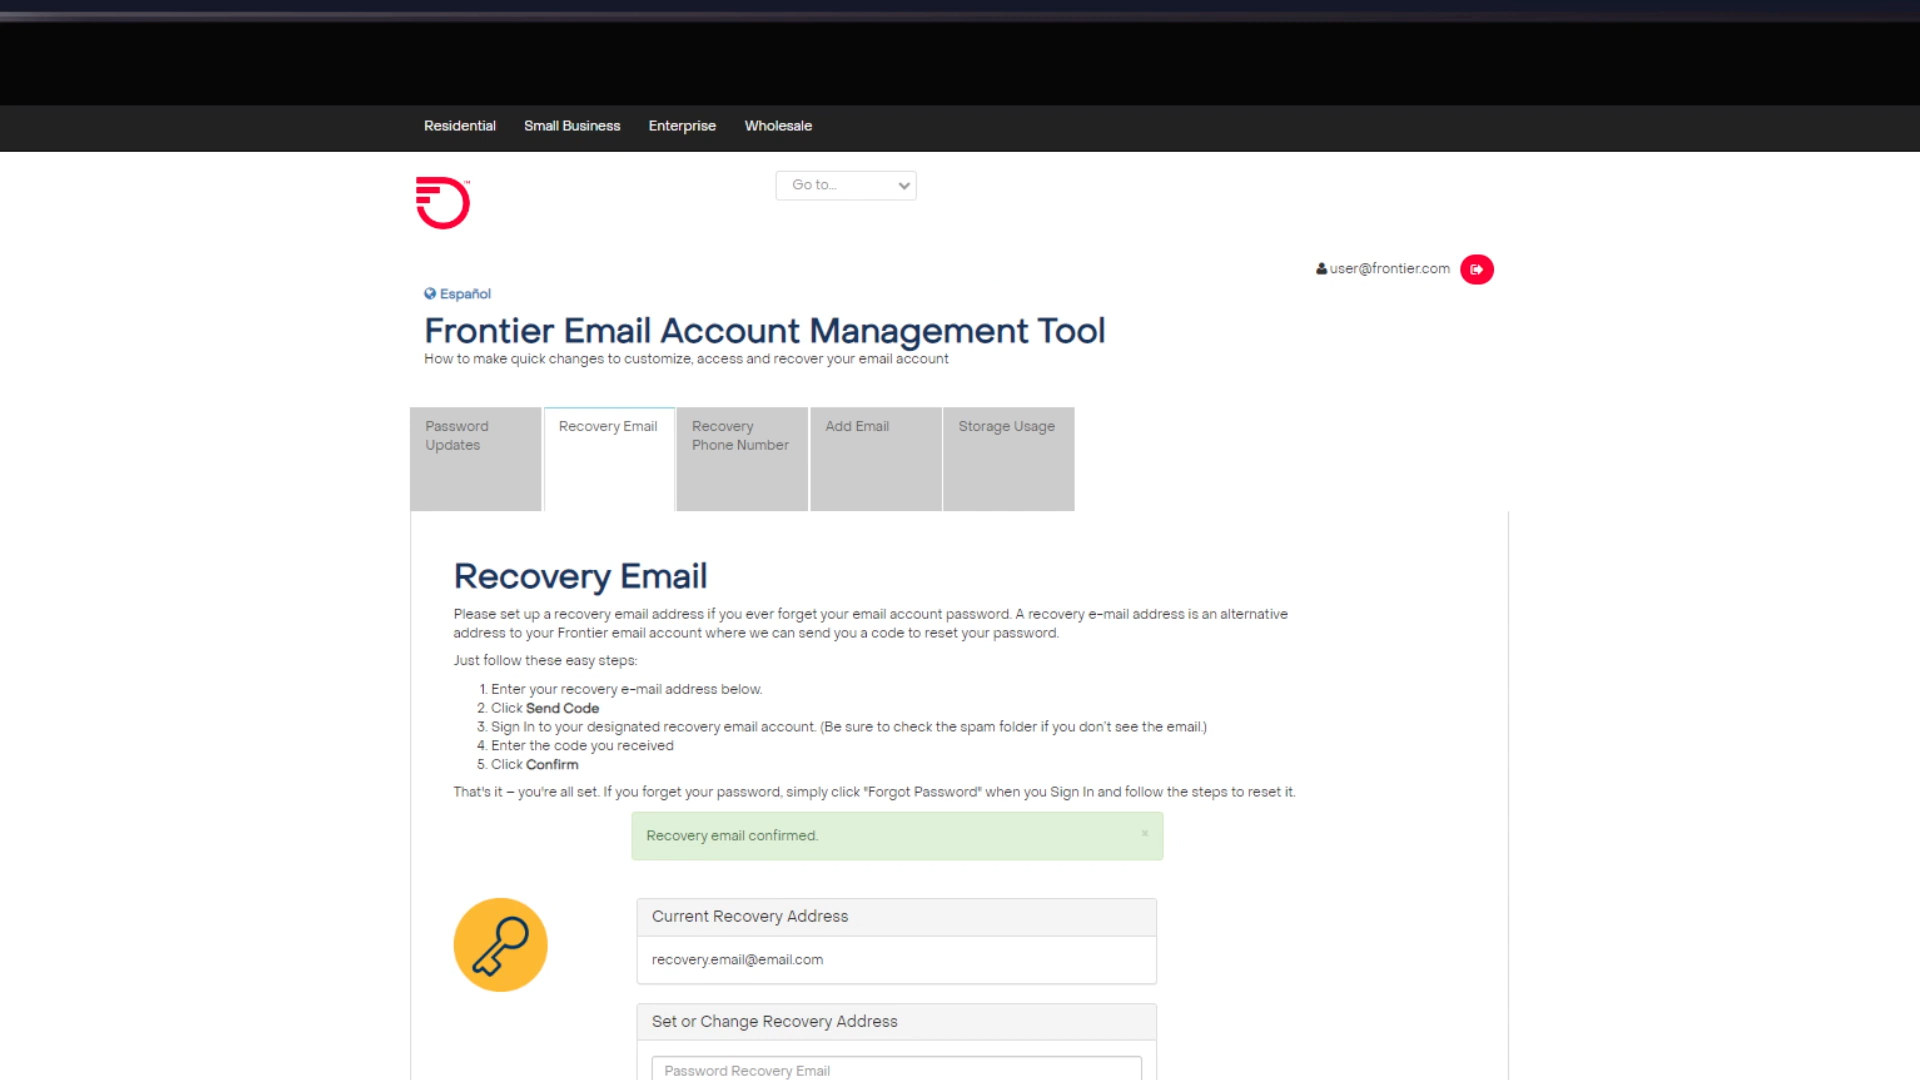 Residential Small Business Enterprise Wholesale
Go to...
user@frontier.com
Español
Frontier Email Account Management Tool
How to make quick changes to customize, access and recover your email account
Password Updates
Recovery Email
Recovery Phone Number
Add Email
Storage Usage
Recovery Email
Please set up a recovery email address if you ever forget your email account password. A recovery e-mail address is an alternative
address to your Frontier email account where we can send you a code to reset your password.
Just follow these easy steps:
1. Enter your recovery e-mail address below.
2. Click Send Code
3. Sign In to your designated recovery email account. (Be sure to check the spam folder if you don't see the email.)
4. Enter the code you received
5. Click Confirm
That's it – you're all set. If you forget your password, simply click "Forgot Password" when you Sign In and follow the steps to reset it.
Recovery email confirmed. ×
Current Recovery Address
recovery.email@email.com
Set or Change Recovery Address
Password Recovery Email